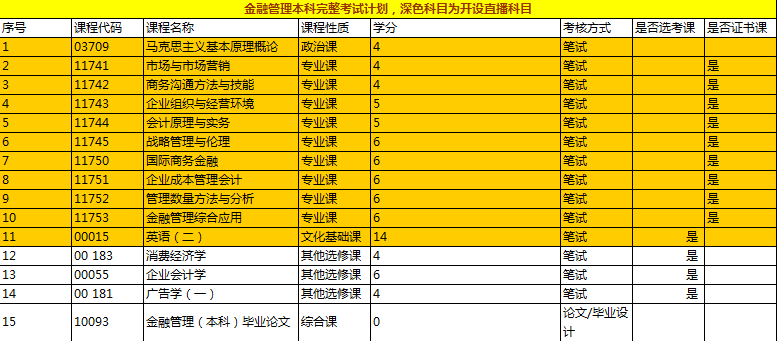 金融管理本科完整考试计划，深色科目为开设直播科目
序号 课程代码 课程名称 课程性质 学分 考核方式 是否选考课 是否证书课
1 03709 马克思主义基本原理概论 政治课 4 笔试
2 11741 市场与市场营销 专业课 4 笔试 是
3 11742 商务沟通方法与技能 专业课 4 笔试 是
4 11743 企业组织与经营环境 专业课 5 笔试 是
5 11744 会计原理与实务 专业课 5 笔试 是
6 11745 战略管理与伦理 专业课 6 笔试 是
7 11750 国际商务金融 专业课 6 笔试 是
8 11751 企业成本管理会计 专业课 6 笔试 是
9 11752 管理数量方法与分析 专业课 6 笔试 是
10 11753 金融管理综合应用 专业课 6 笔试 是
11 00015 英语（二） 文化基础课 14 笔试 是
12 00 183 消费经济学 其他选修课 4 笔试 是
13 00055 企业会计学 其他选修课 6 笔试 是
14 00 181 广告学（一） 其他选修课 4 笔试 是
15 10093 金融管理（本科）毕业论文 综合课 0 论文/毕业设
计